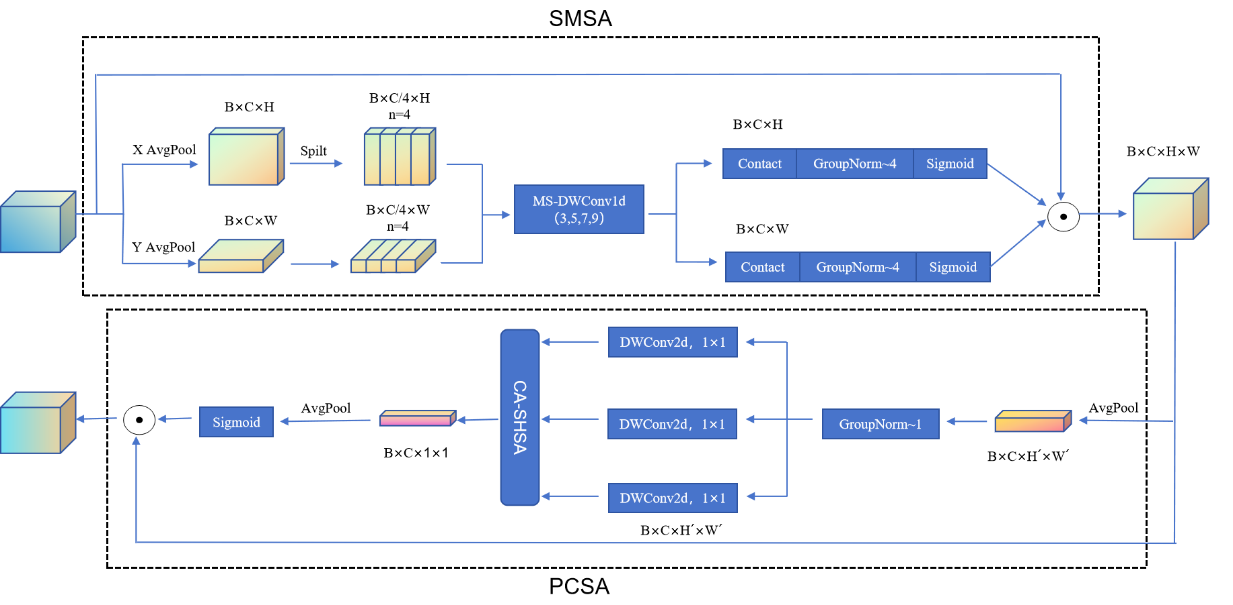 SMSA
B×C×H
B×C/4×H
n=4
X AvgPool
Spilt
B×C×H
Contact
GroupNorm~4
Sigmoid
B×C×H×W
MS-DWConv1d
(3,5,7,9)
B×C×W
B×C/4×W
n=4
Y AvgPool
B×C×W
Contact
GroupNorm~4
Sigmoid
DWConv2d, 1×1
CA-SHSA
AvgPool
Sigmoid
B×C×1×1
DWConv2d, 1×1
GroupNorm~1
AvgPool
B×C×H´×W´
DWConv2d, 1×1
B×C×H´×W´
PCSA